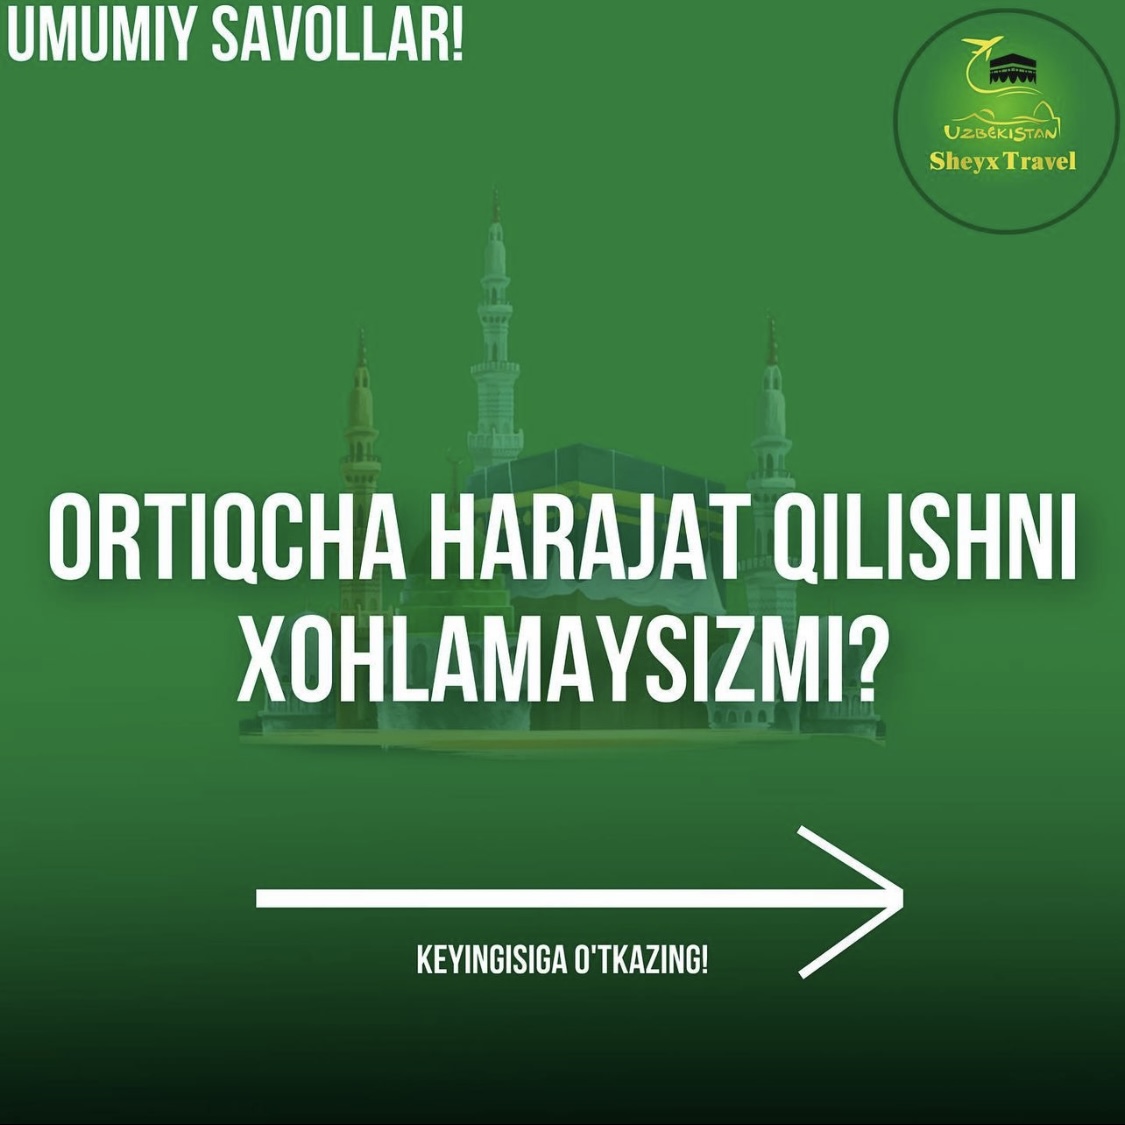 UMUMIY SAVOLLAR!
UZBEKISTAN
Sheyx Travel
ORTIQCHA HARAJAT QILISHNI
XOHLAMAYSIZMI?
KEYINGISIGA O'TKAZING!